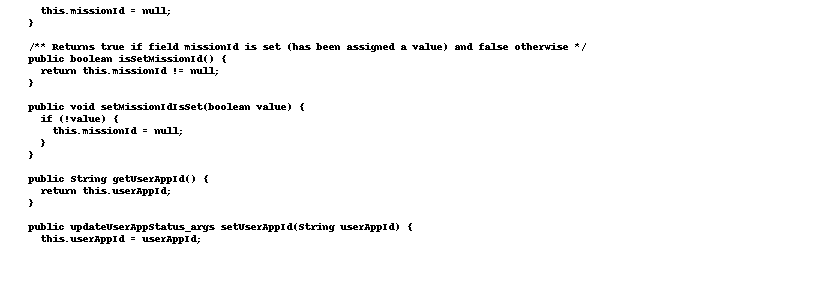 this.missionId = null;
}
/** Returns true if field missionId is set (has been assigned a value) and false otherwise */
public boolean isSetMissionId() {
return this.missionId != null;
}
public void setMissionIdIsSet(boolean value) {
if (!value) {
this.missionId = null;
}
}
public String getUserAppId() {
return this.userAppId;
}
public updateUserAppStatus_args setUserAppId(String userAppId) {
this.userAppId = userAppId;